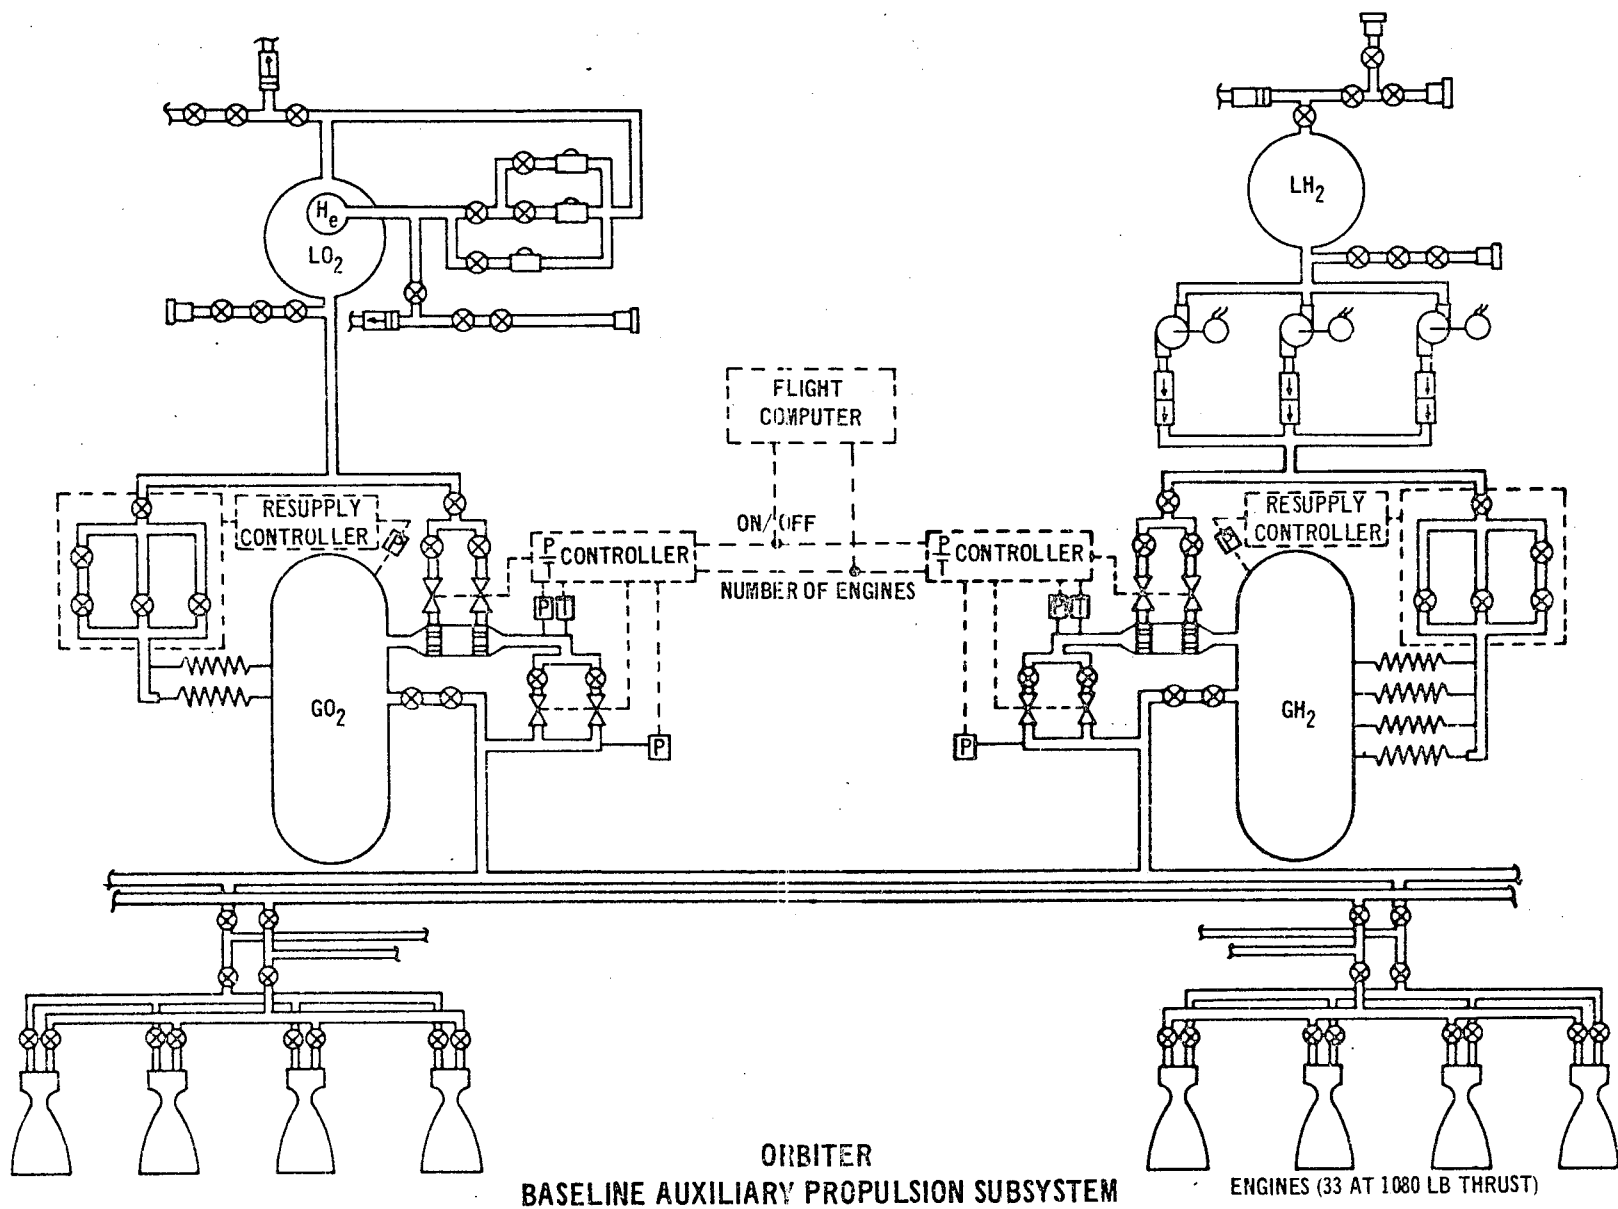 LH2
He
LO2
FLIGHT
COMPUTER
RESUPPLY
CONTROLLER
ON/OFF
RESUPPLY
CONTROLLER
P
T
CONTROLLER
P
T
CONTROLLER
NUMBER OF ENGINES
P
T
P
T
GO2
GH2
P
P
ORBITER
BASELINE AUXILIARY PROPULSION SUBSYSTEM
ENGINES (33 AT 1080 LB THRUST)